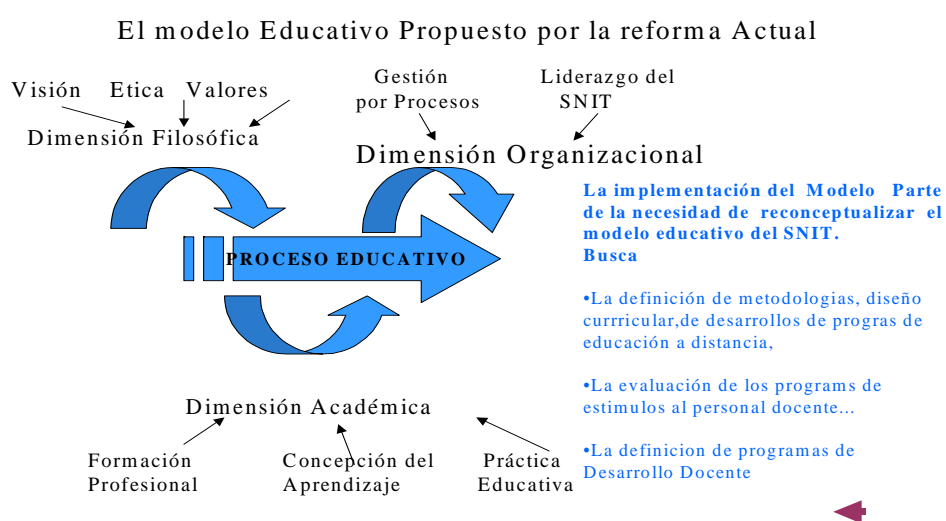 El modelo Educativo Propuesto por la reforma Actual
Visión Etica Valores
Dimensión Filosófica
Gestión
por Procesos
Liderazgo del
SNIT
Dimensión Organizacional
PROCESO EDUCATIVO
La implementación del Modelo Parte
de la necesidad de reconceptualizar el
modelo educativo del SNIT.
Busca
•La definición de metodologias, diseño
currricular,de desarrollos de progras de
educación a distancia,
•La evaluación de los programs de
estimulos al personal docente...
•La definicion de programas de
Desarrollo Docente
Dimensión Académica
Formación
Profesional
Concepción del
Aprendizaje
Práctica
Educativa